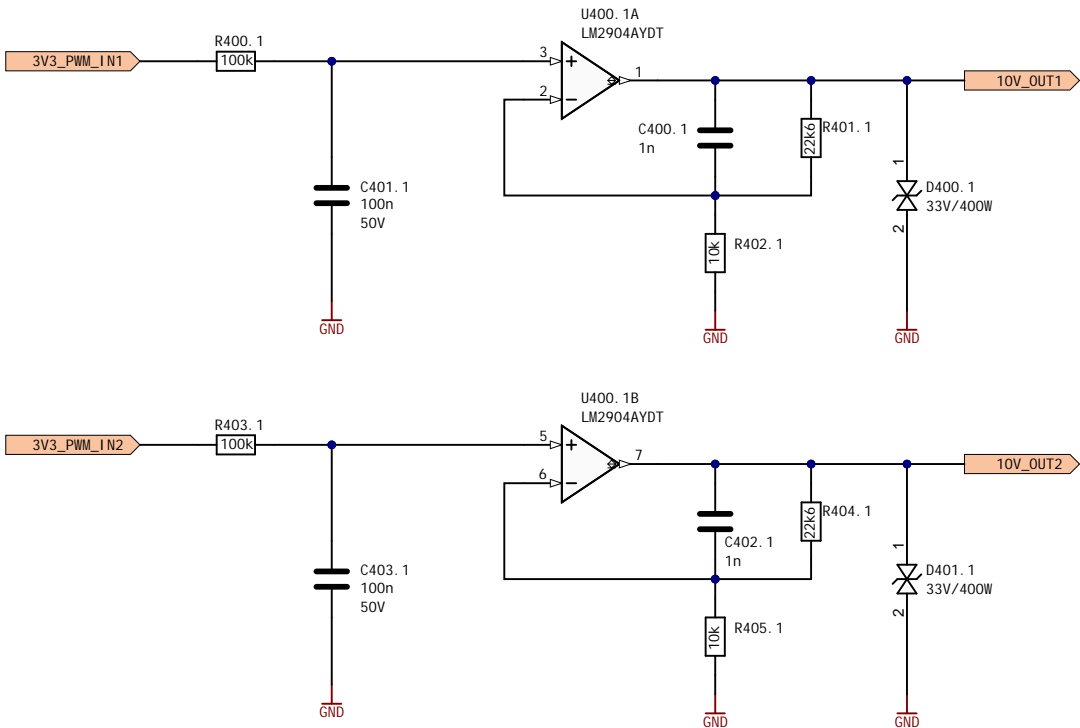 U400.1A
LM2904AYDT
R400.1
3V3_PWM_IN1
100k
3
+
1
10V_OUT1
2
−
C400.1
1n
22k6
R401.1
1
C401.1
100n
50V
D400.1
33V/400W
2
10k
R402.1
GND
GND
GND
U400.1B
LM2904AYDT
R403.1
3V3_PWM_IN2
100k
5
+
7
10V_OUT2
6
−
22k6
R404.1
C402.1
1n
1
C403.1
100n
50V
D401.1
33V/400W
2
10k
R405.1
GND
GND
GND